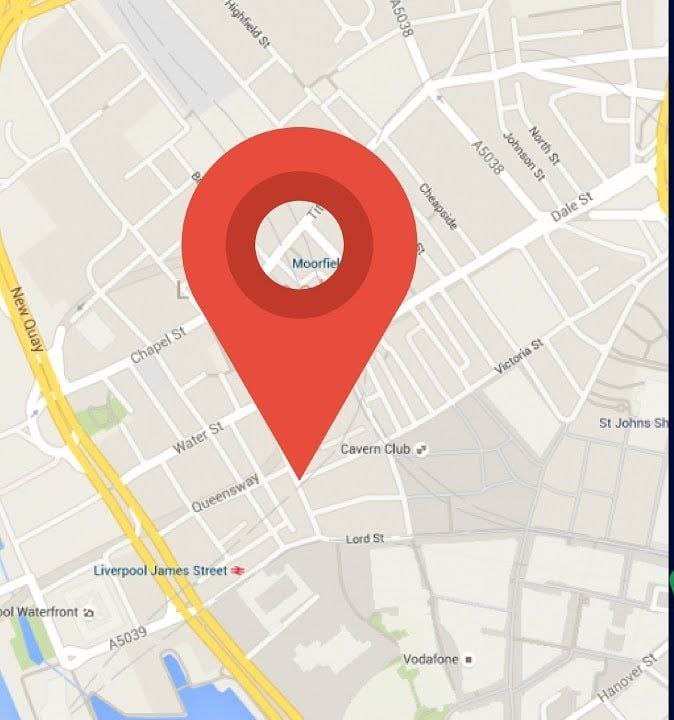 Highfield St
A5038
A5038
North St
Johnson St
Cheapside
Dale St
Moorfiel
New Quay
Chapel St
Victoria St
St Johns Sh
Water St
Cavern Club
Queensway
Lord St
Liverpool James Street
ool Waterfront
A5039
Vodafone
Hanover St